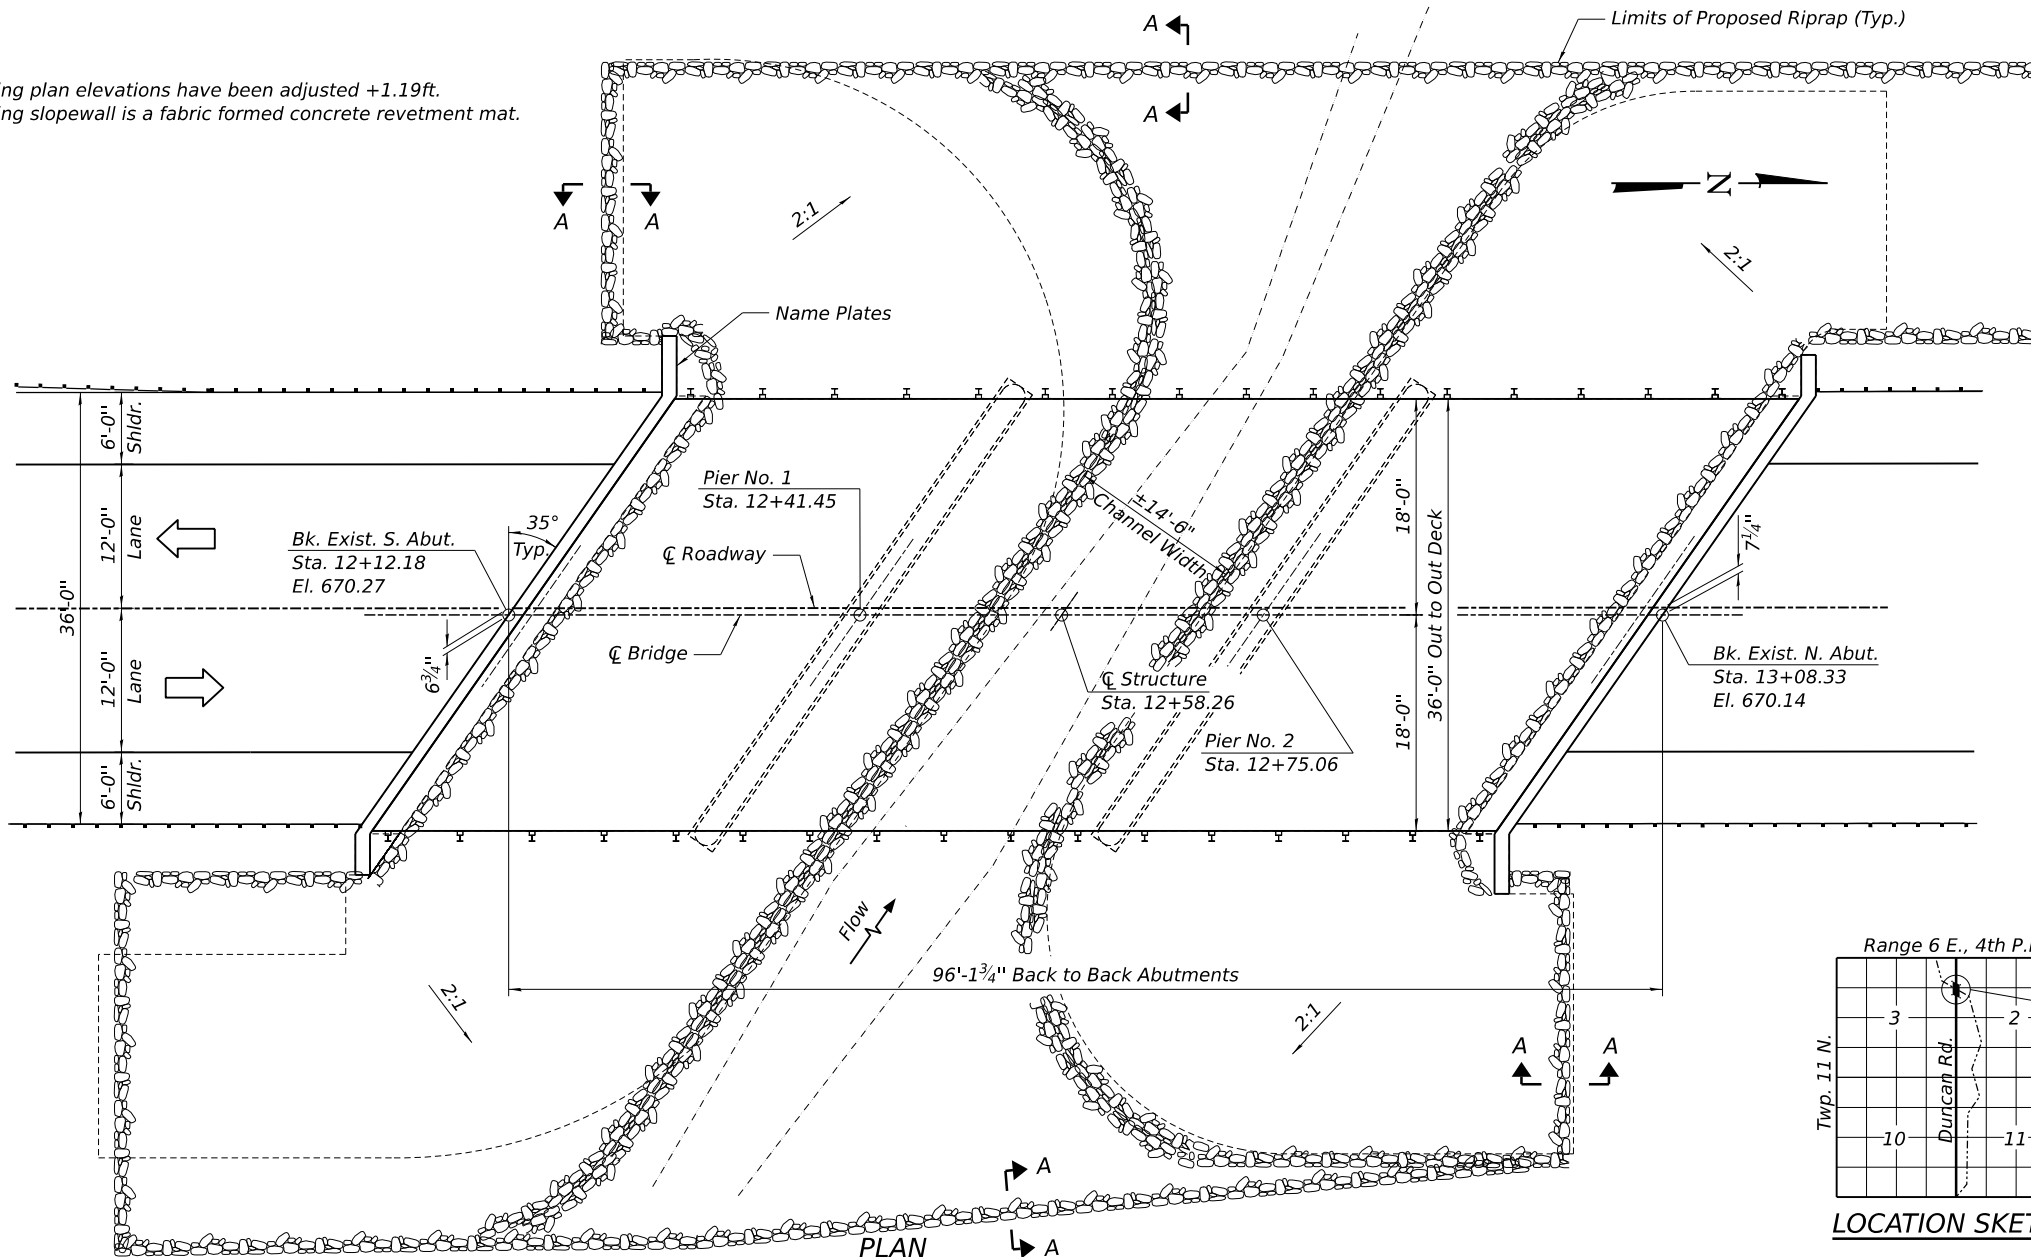 Limits of Proposed Riprap (Typ.)
ing plan elevations have been adjusted +1.19ft.
ing slopewall is a fabric formed concrete revetment mat.
A
A
A
A
2:1
N
2:1
Name Plates
6'-0"
Shldr.
12'-0"
Lane
36'-0"
12'-0"
Lane
6'-0"
Shldr.
Bk. Exist. S. Abut.
Sta. 12+12.18
El. 670.27
35°
Typ.
6¾"
Pier No. 1
Sta. 12+41.45
℄ Roadway
℄ Bridge
±14'-6"
Channel Width
18'-0"
18'-0"
36'-0" Out to Out Deck
7¼"
℄ Structure
Sta. 12+58.26
Pier No. 2
Sta. 12+75.06
Bk. Exist. N. Abut.
Sta. 13+08.33
El. 670.14
Flow
96'-1¾" Back to Back Abutments
2:1
2:1
A
A
A
A
PLAN
Range 6 E., 4th P.
Twp. 11 N.
3
2
Duncan Rd.
10
11
LOCATION SKE